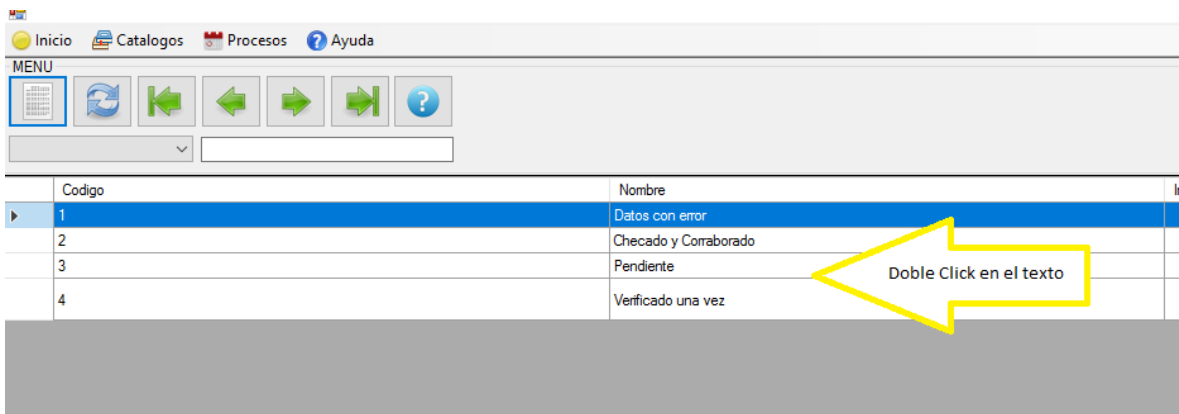 Inicio Catalogos Procesos ? Ayuda
MENU
?
Codigo Nombre
1 Datos con error
2 Checado y Corraborado
3 Pendiente
4 Verificado una vez
Doble Click en el texto